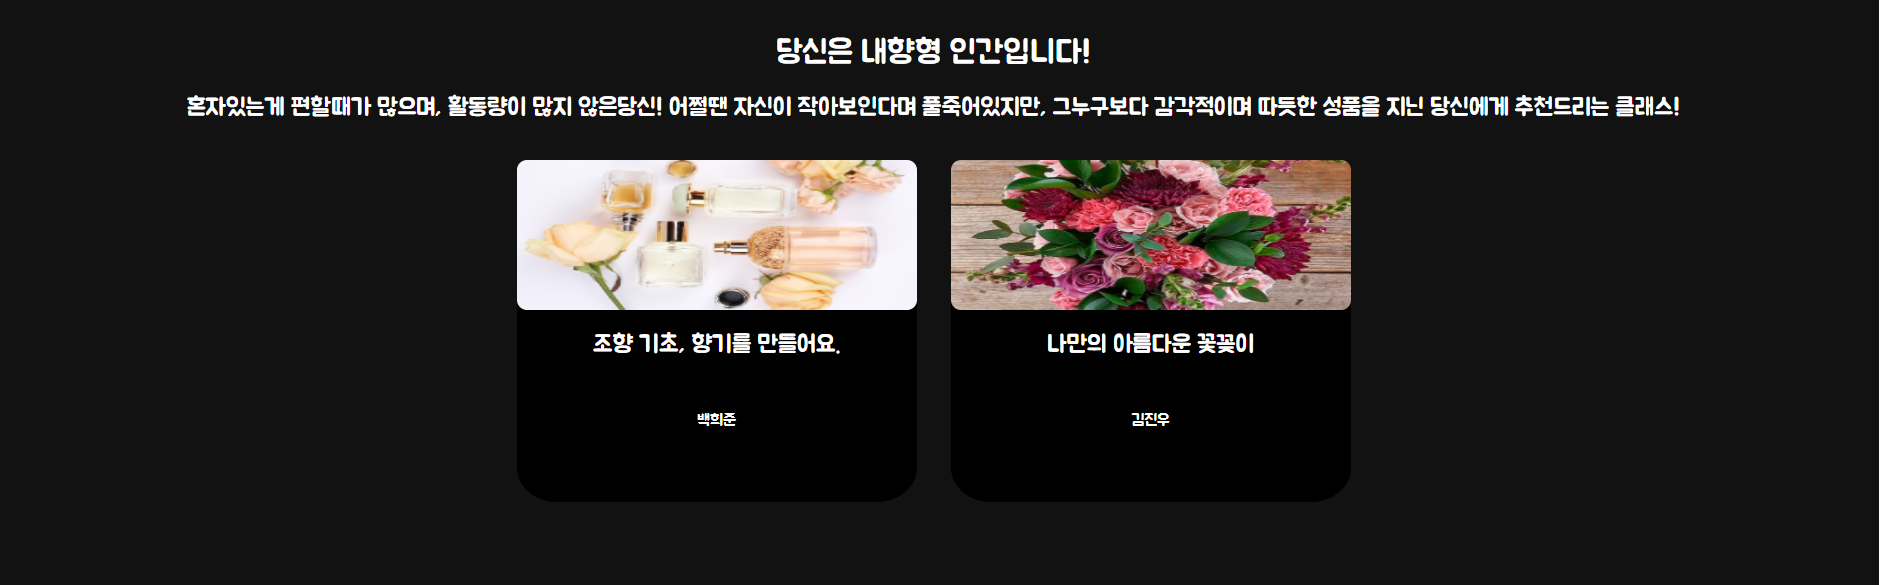 당신은 내향형 인간입니다!
혼자있는게 편할때가 많으며, 활동량이 많지 않은당신! 어쩔땐 자신이 작아보인다며 풀죽어있지만, 그누구보다 감각적이며 따듯한 성품을 지닌 당신에게 추천드리는 클래스!
조향 기초, 향기를 만들어요.
나만의 아름다운 꽃꽂이
백희준
김진우